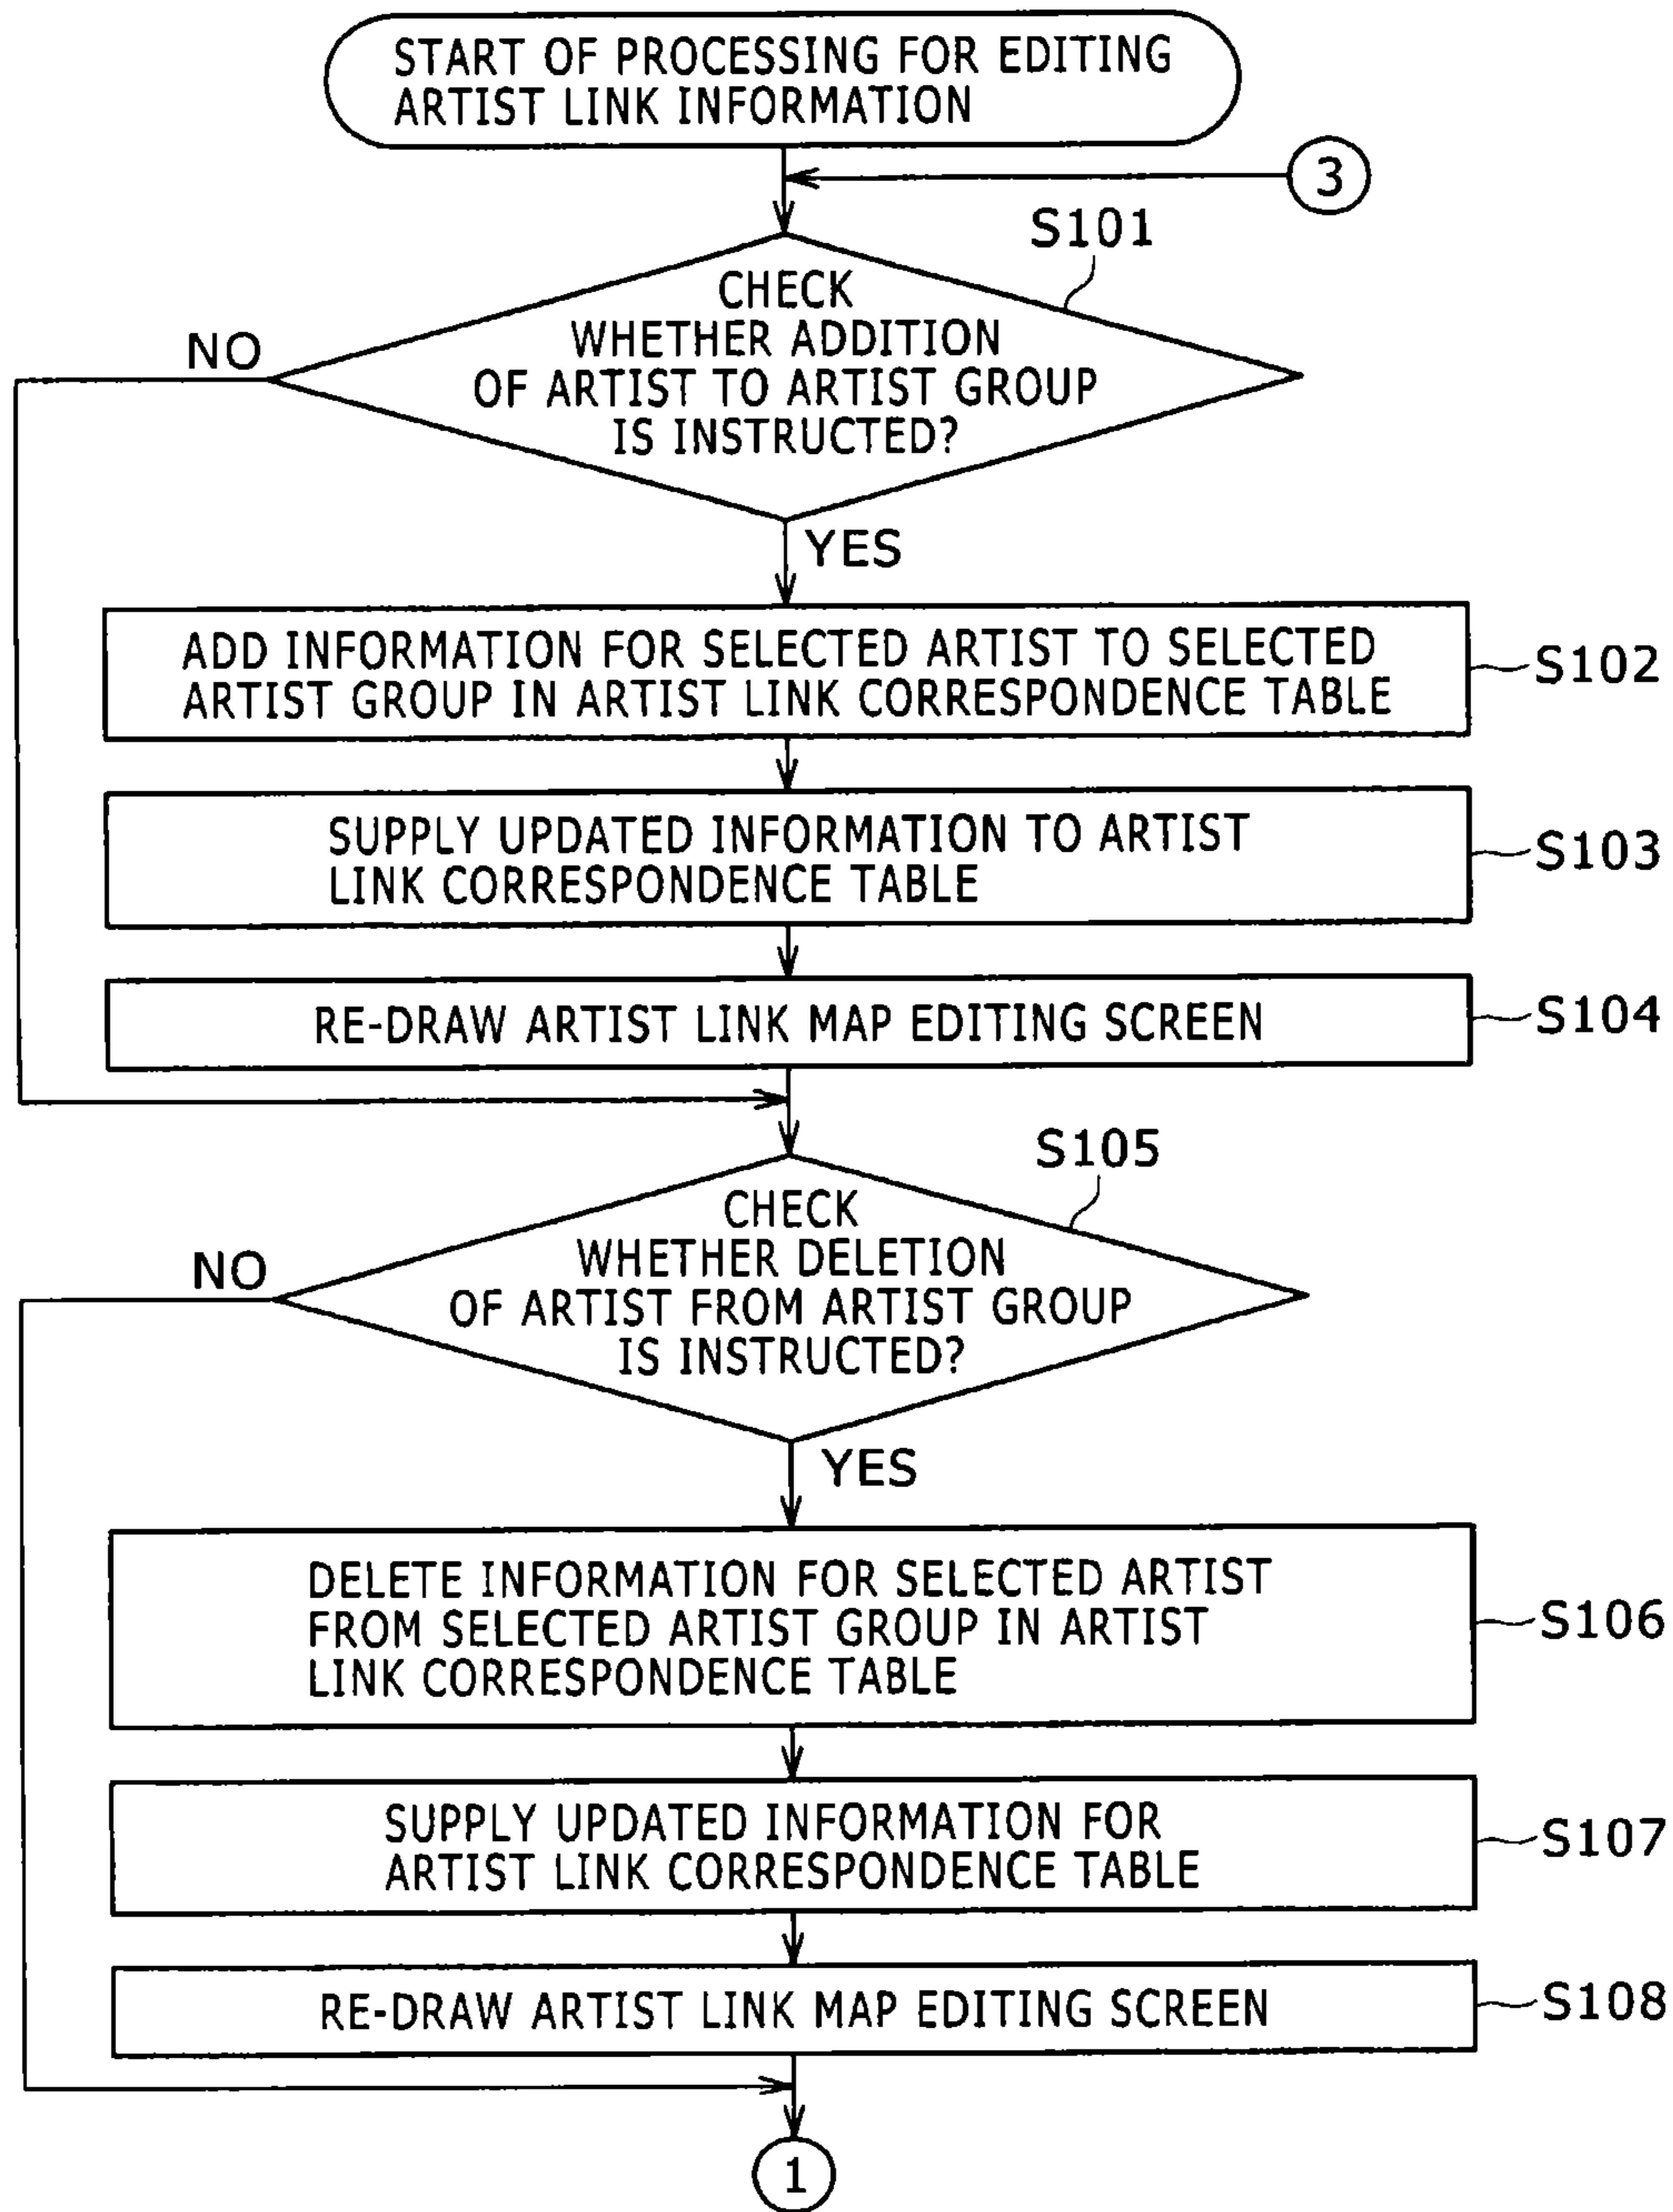 START OF PROCESSING FOR EDITING
ARTIST LINK INFORMATION
3
S101
CHECK
WHETHER ADDITION
OF ARTIST TO ARTIST GROUP
IS INSTRUCTED?
NO
YES
ADD INFORMATION FOR SELECTED ARTIST TO SELECTED
ARTIST GROUP IN ARTIST LINK CORRESPONDENCE TABLE
S102
SUPPLY UPDATED INFORMATION TO ARTIST
LINK CORRESPONDENCE TABLE
S103
RE-DRAW ARTIST LINK MAP EDITING SCREEN
S104
S105
CHECK
WHETHER DELETION
OF ARTIST FROM ARTIST GROUP
IS INSTRUCTED?
NO
YES
DELETE INFORMATION FOR SELECTED ARTIST
FROM SELECTED ARTIST GROUP IN ARTIST
LINK CORRESPONDENCE TABLE
S106
SUPPLY UPDATED INFORMATION FOR
ARTIST LINK CORRESPONDENCE TABLE
S107
RE-DRAW ARTIST LINK MAP EDITING SCREEN
S108
1